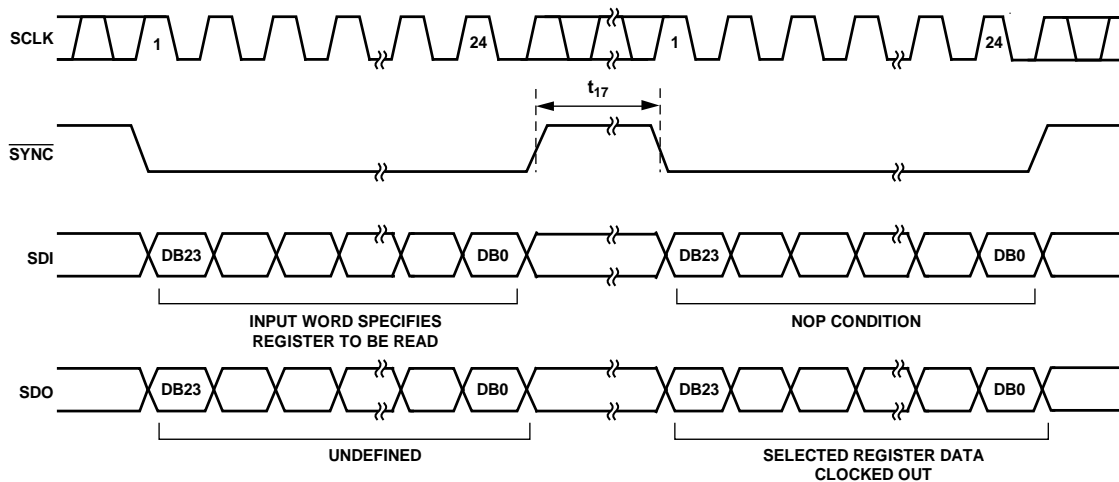 SCLK
1
24
1
24
t17
SYNC
SDI
DB23
DB0
DB23
DB0
INPUT WORD SPECIFIES
REGISTER TO BE READ
NOP CONDITION
SDO
DB23
DB0
DB23
DB0
UNDEFINED
SELECTED REGISTER DATA
CLOCKED OUT